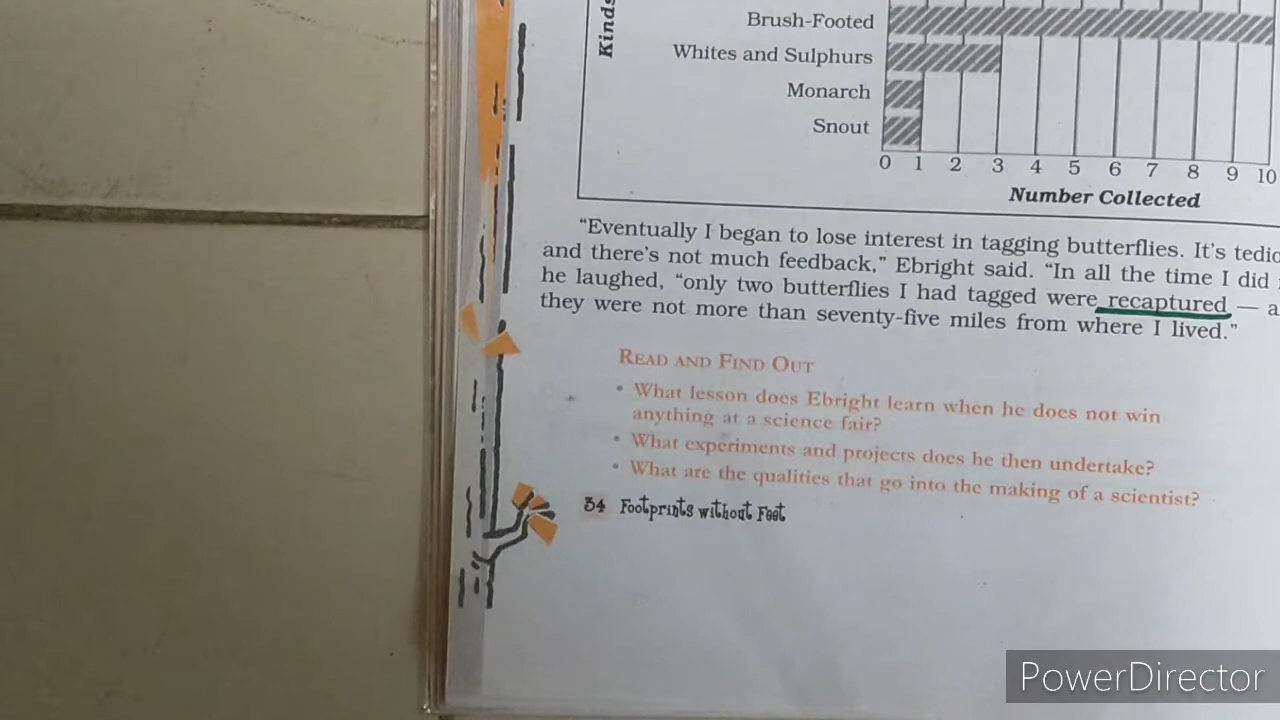 Kinds
Brush-Footed
Whites and Sulphurs
Monarch
Snout
0 1 2 3 4 5 6 7 8 9 10
Number Collected
“Eventually I began to lose interest in tagging butterflies. It’s
and there’s not much feedback,” Ebright said. “In all the time I did
he laughed, “only two butterflies I had tagged were recaptured —
they were not more than seventy-five miles from where I lived.”
READ AND FIND OUT
• What lesson does Ebright learn when he does not win
anything at a science fair?
• What experiments and projects does he then undertake?
• What are the qualities that go into the making of a scientist?
54 Footprints without Feet
PowerDirector